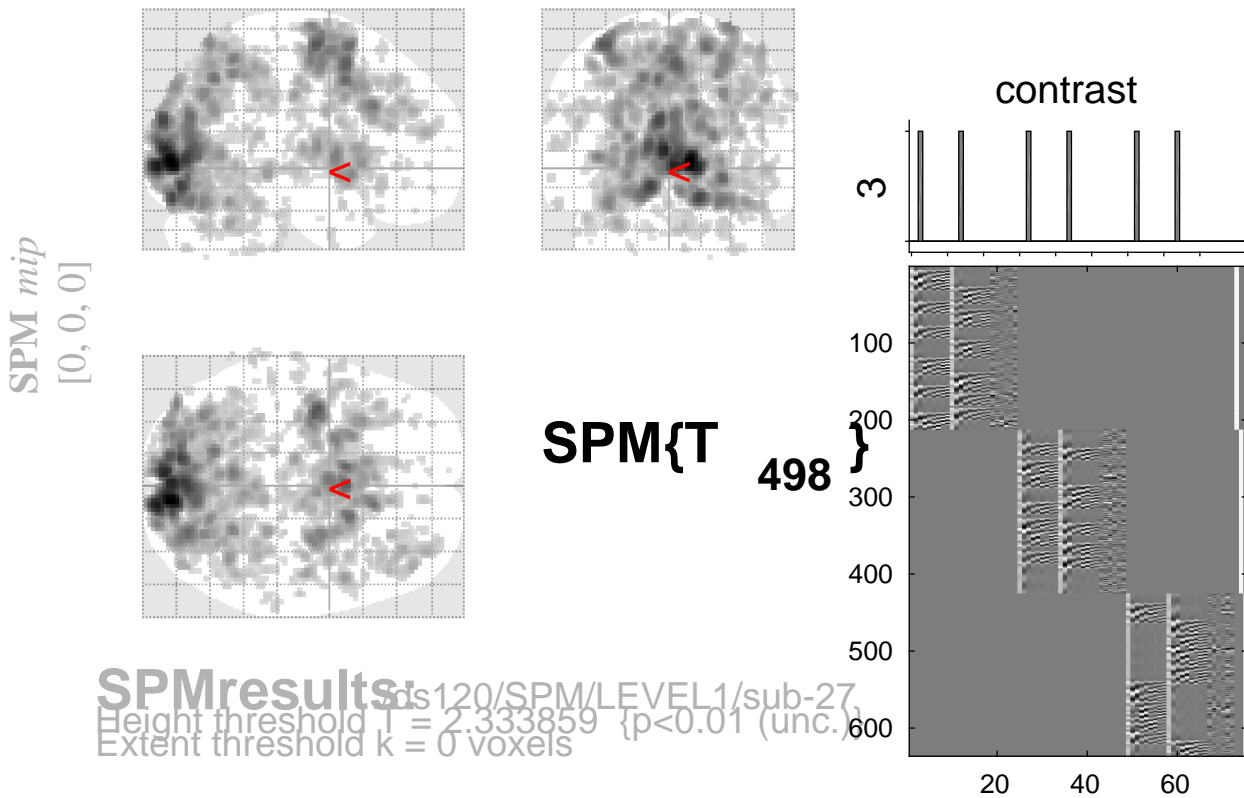 SPM mip
[0, 0, 0]
<
<
<
SPM{T498}
SPMresults: /ds120/SPM/LEVEL1/sub-27
Height threshold T = 2.333859 {p<0.01 (unc.)}
Extent threshold k = 0 voxels
contrast
3
100
200
300
400
500
600
20 40 60